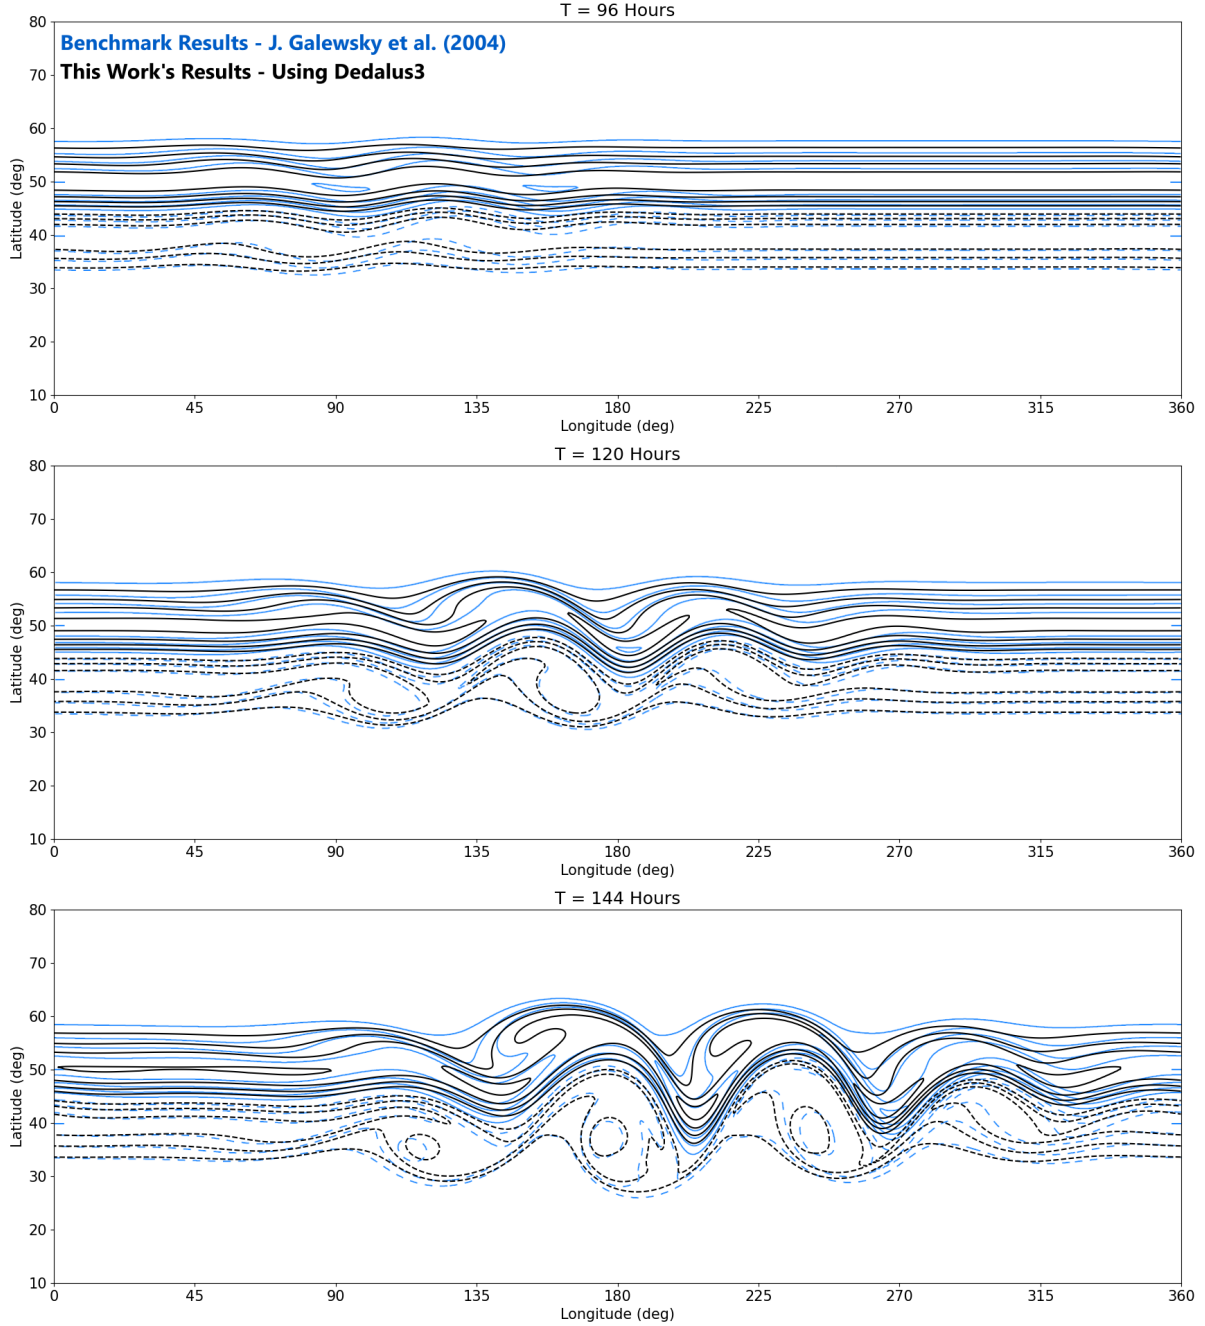 T = 96 Hours
Benchmark Results - J. Galewsky et al. (2004)
This Work's Results - Using Dedalus3
80
70
60
50
40
30
20
10
Latitude (deg)
0 45 90 135 180 225 270 315 360
Longitude (deg)
T = 120 Hours
80
70
60
50
40
30
20
10
Latitude (deg)
0 45 90 135 180 225 270 315 360
Longitude (deg)
T = 144 Hours
80
70
60
50
40
30
20
10
Latitude (deg)
0 45 90 135 180 225 270 315 360
Longitude (deg)